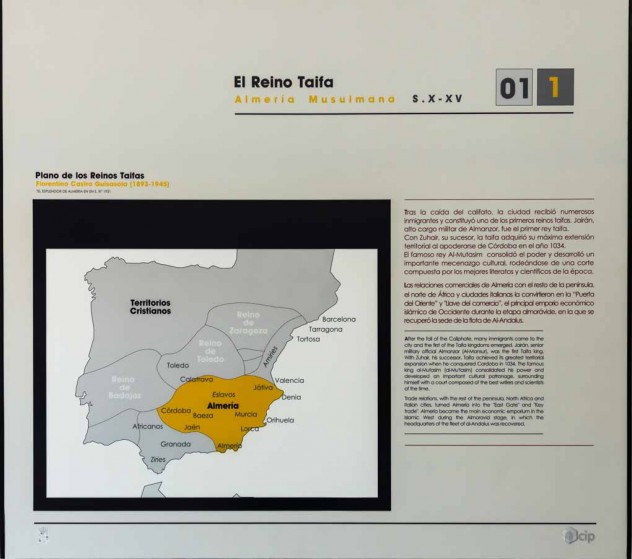 El Reino Taifa
Almería Musulmana S.X-XV
01 1
Plano de los Reinos Taifas
Florentino Castro Guisasola (1893-1945)
Tras la caída del califato, la ciudad recibió numerosos
inmigrantes y constituyó uno de los primeros reinos taifas. Jairán,
alto cargo militar de Almanzor, fue el primer rey taifa.
Con Zuhair, su sucesor, la taifa adquirió su máxima extensión
territorial al apoderarse de Córdoba en el año 1034.
El famoso rey Al-Mutasim consolidó el poder y desarrolló un
importante mecenazgo cultural, rodeándose de una corte
compuesta por los mejores literatos y científicos de la época.
Las relaciones comerciales de Almería con el resto de la península,
el norte de África y ciudades italianas la convirtieron en la "Puerta
del Oriente" y "Llave del comercio", el principal emporio económico
islámico de Occidente durante la etapa almorávide, en la que se
recuperó la sede de la flota de Al-Andalus.
After the fall of the Caliphate, many immigrants came to the
city and the first of the Taifa kingdoms emerged. Jairán, senior
military official Almanzor (Al-Mansur), was the first Taifa king.
With Zuhair, his successor, Taifa achieved its greatest territorial
expansion when he conquered Cordoba in 1034. The famous
king al-Mutasim (al-Mu'tasim) consolidated his power and
developed an important cultural patronage, surrounding
himself with a court composed of the best writers and scientists
of the time.
Trade relations, with the rest of the peninsula, North Africa and
Italian cities, turned Almería into the "East Gate" and "Key
trade". Almería became the main economic emporium in the
Islamic West during the Almoravid stage, in which the
headquarters of the fleet of al-Andalus was recovered.
Territorios
Cristianos
Reino
de
Zaragoza
Barcelona
Tarragona
Tortosa
Reino
de
Toledo
Toledo
Calatrava
Valencia
Játiva
Denia
Reino
de
Badajoz
Eslavos
Almería
Córdoba
Baeza
Murcia
Orihuela
Africanos
Jaén
Lorca
Granada
Almería
Ziríes
cip